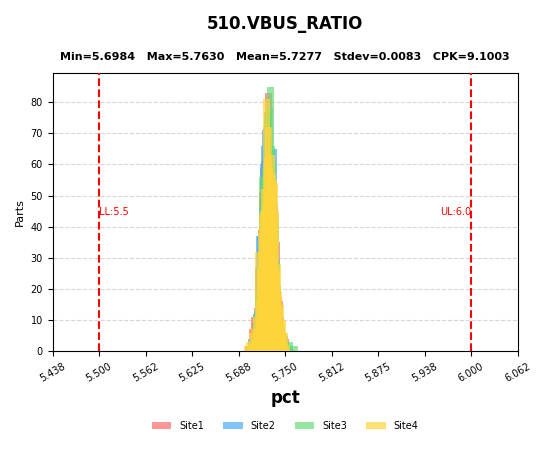 510.VBUS_RATIO
Min=5.6984 Max=5.7630 Mean=5.7277 Stdev=0.0083 CPK=9.1003
80
70
60
50
40
30
20
10
0
Parts
LL:5.5
UL:6.0
5.438 5.500 5.562 5.625 5.688 5.750 5.812 5.875 5.938 6.000 6.062
pct
Site1 Site2 Site3 Site4